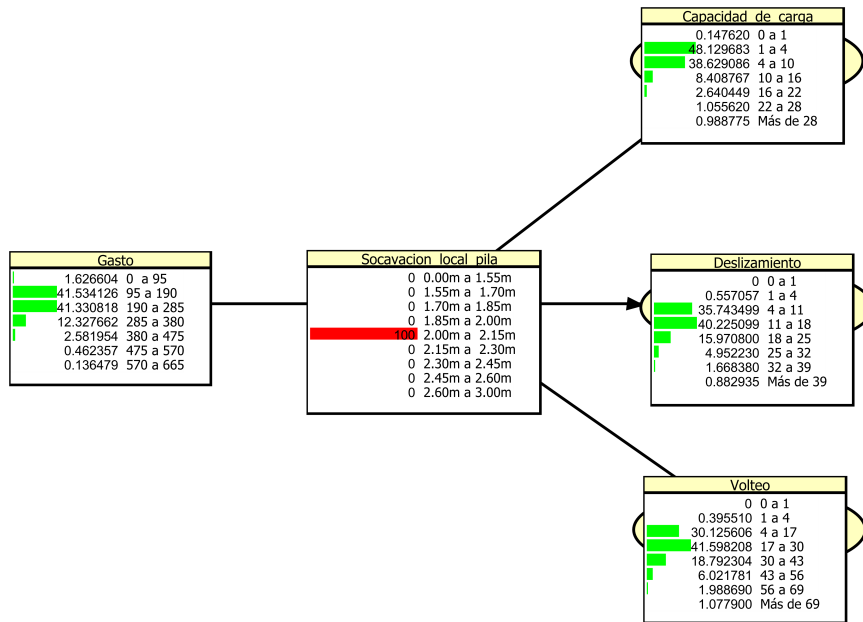 Capacidad de carga
0.147620 0 a 1
48.129683 1 a 4
38.629086 4 a 10
8.408767 10 a 16
2.640449 16 a 22
1.055620 22 a 28
0.988775 Más de 28
Gasto
1.626604 0 a 95
41.534126 95 a 190
41.330818 190 a 285
12.327662 285 a 380
2.581954 380 a 475
0.462357 475 a 570
0.136479 570 a 665
Socavacion local pila
0 0.00m a 1.55m
0 1.55m a 1.70m
0 1.70m a 1.85m
0 1.85m a 2.00m
100 2.00m a 2.15m
0 2.15m a 2.30m
0 2.30m a 2.45m
0 2.45m a 2.60m
0 2.60m a 3.00m
Deslizamiento
0 0 a 1
0.557057 1 a 4
35.743499 4 a 11
40.225099 11 a 18
15.970800 18 a 25
4.952230 25 a 32
1.668380 32 a 39
0.882935 Más de 39
Volteo
0 0 a 1
0.395510 1 a 4
30.125606 4 a 17
41.598208 17 a 30
18.792304 30 a 43
6.021781 43 a 56
1.988690 56 a 69
1.077900 Más de 69